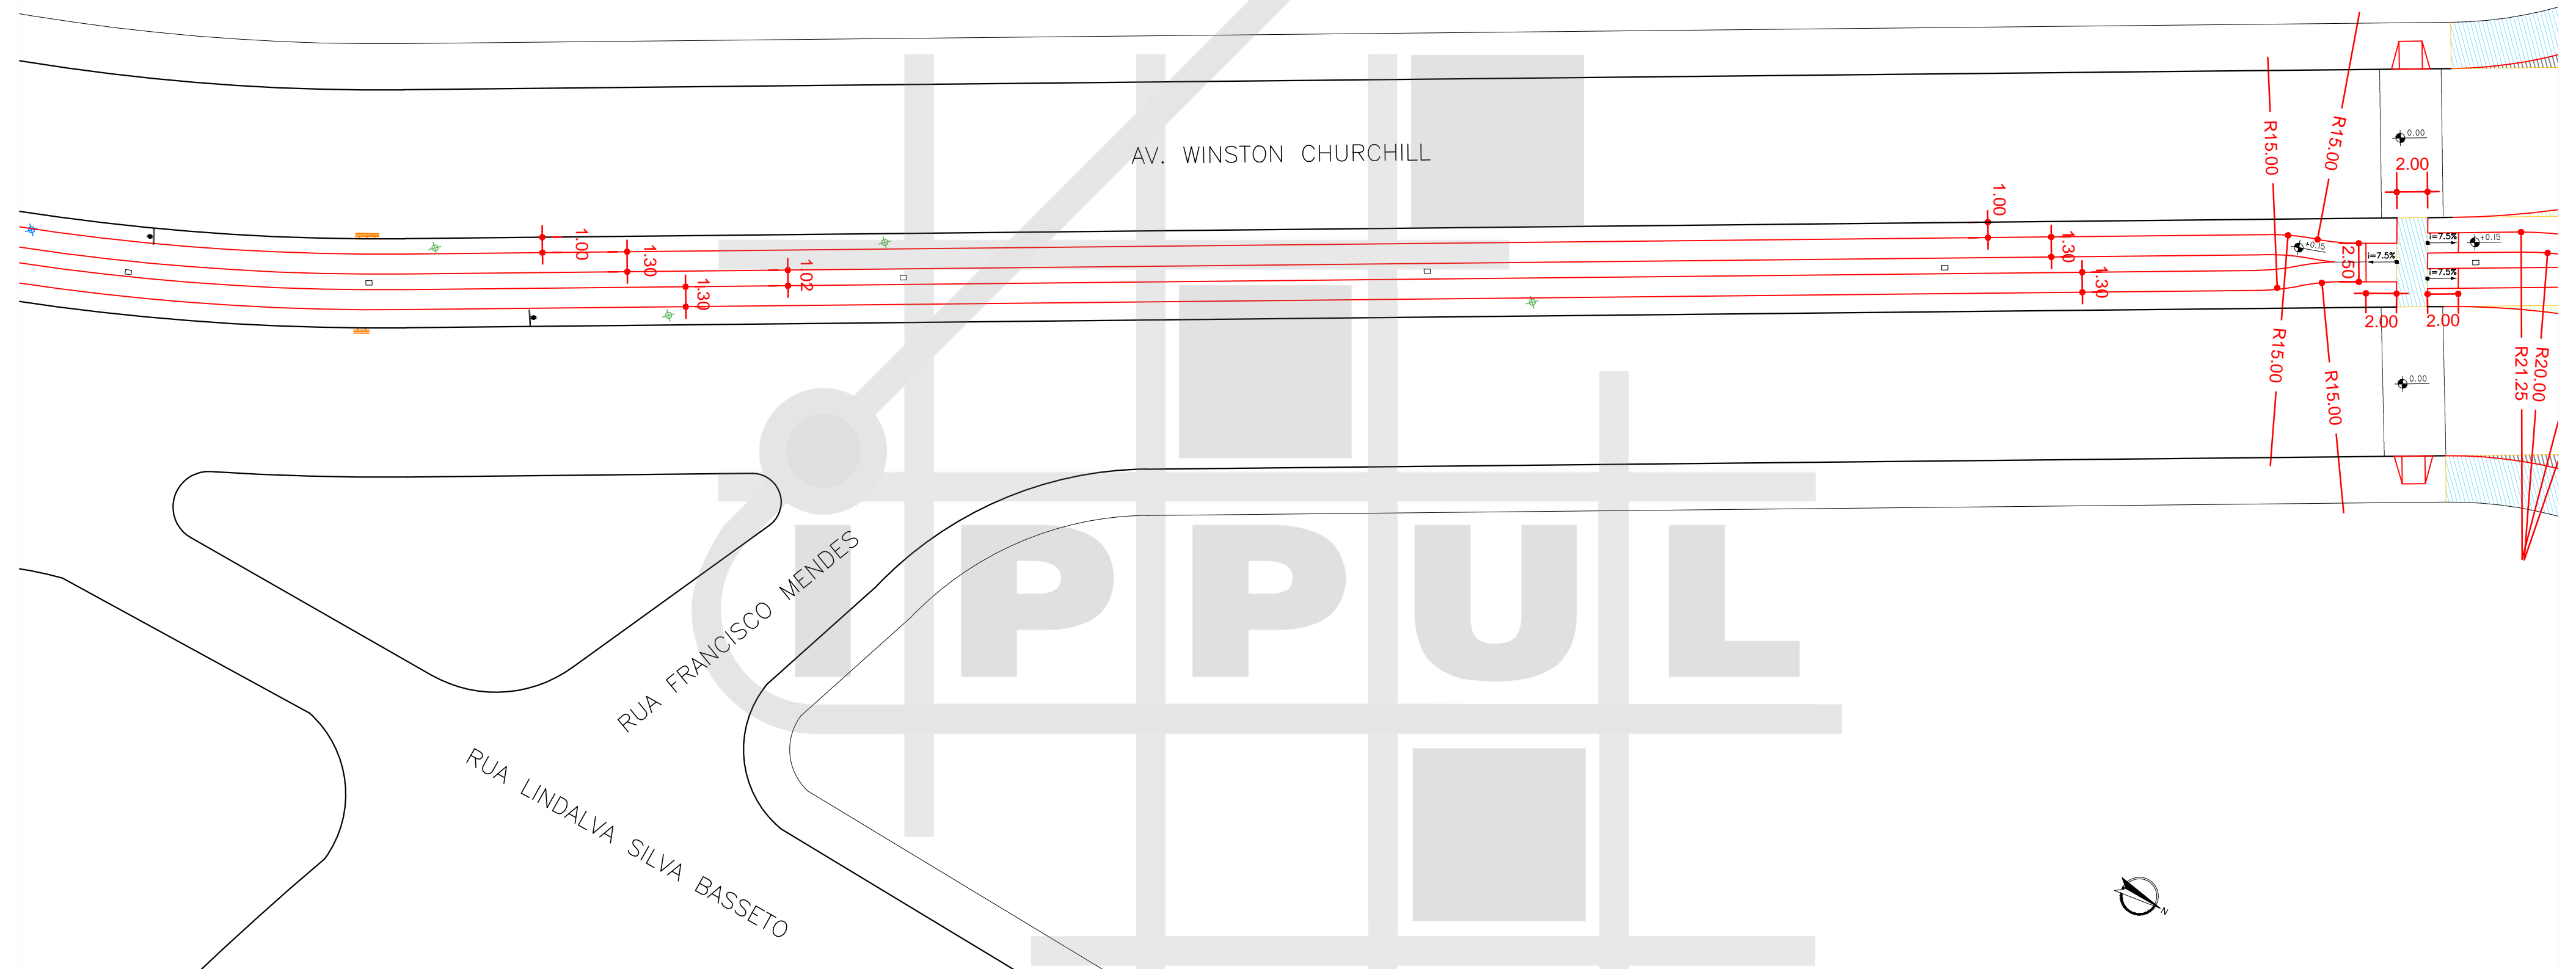 AV. WINSTON CHURCHILL
R15.00
R15.00
0.00
2.00
1.00
1.00
1.30
1.30
1.02
1.30
1.30
+0.15
2.50
i=7.5%
i=7.5%
+0.15
i=7.5%
2.00
2.00
R15.00
R15.00
0.00
R21.25
R20.00
IPPUL
RUA FRANCISCO MENDES
RUA LINDALVA SILVA BASSETO
N